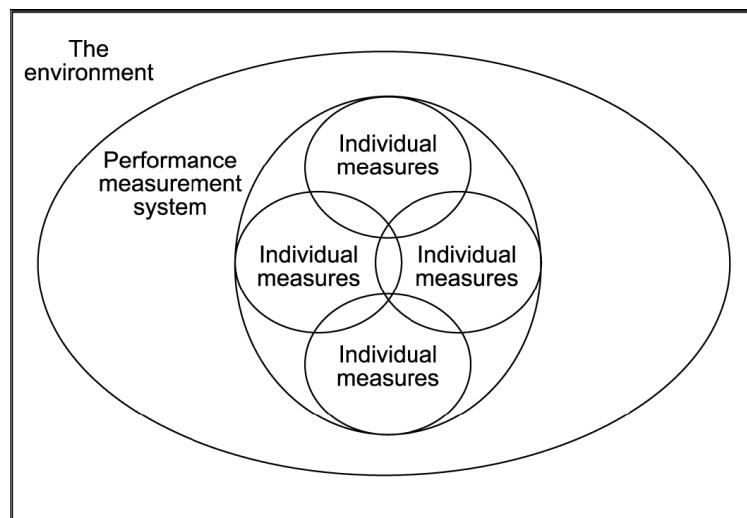 The
environment
Performance
measurement
system
Individual
measures
Individual
measures
Individual
measures
Individual
measures